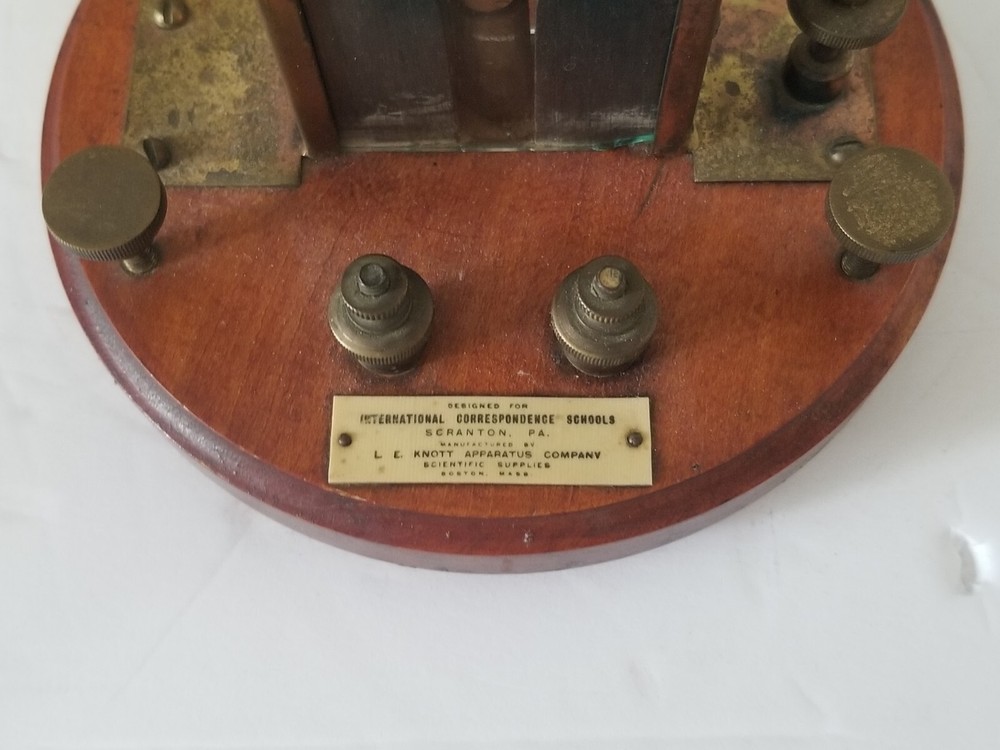 DESIGNED FOR
INTERNATIONAL CORRESPONDENCE SCHOOLS
SCRANTON, PA.
MANUFACTURED BY
L. E. KNOTT APPARATUS COMPANY
SCIENTIFIC SUPPLIES
BOSTON, MASS.